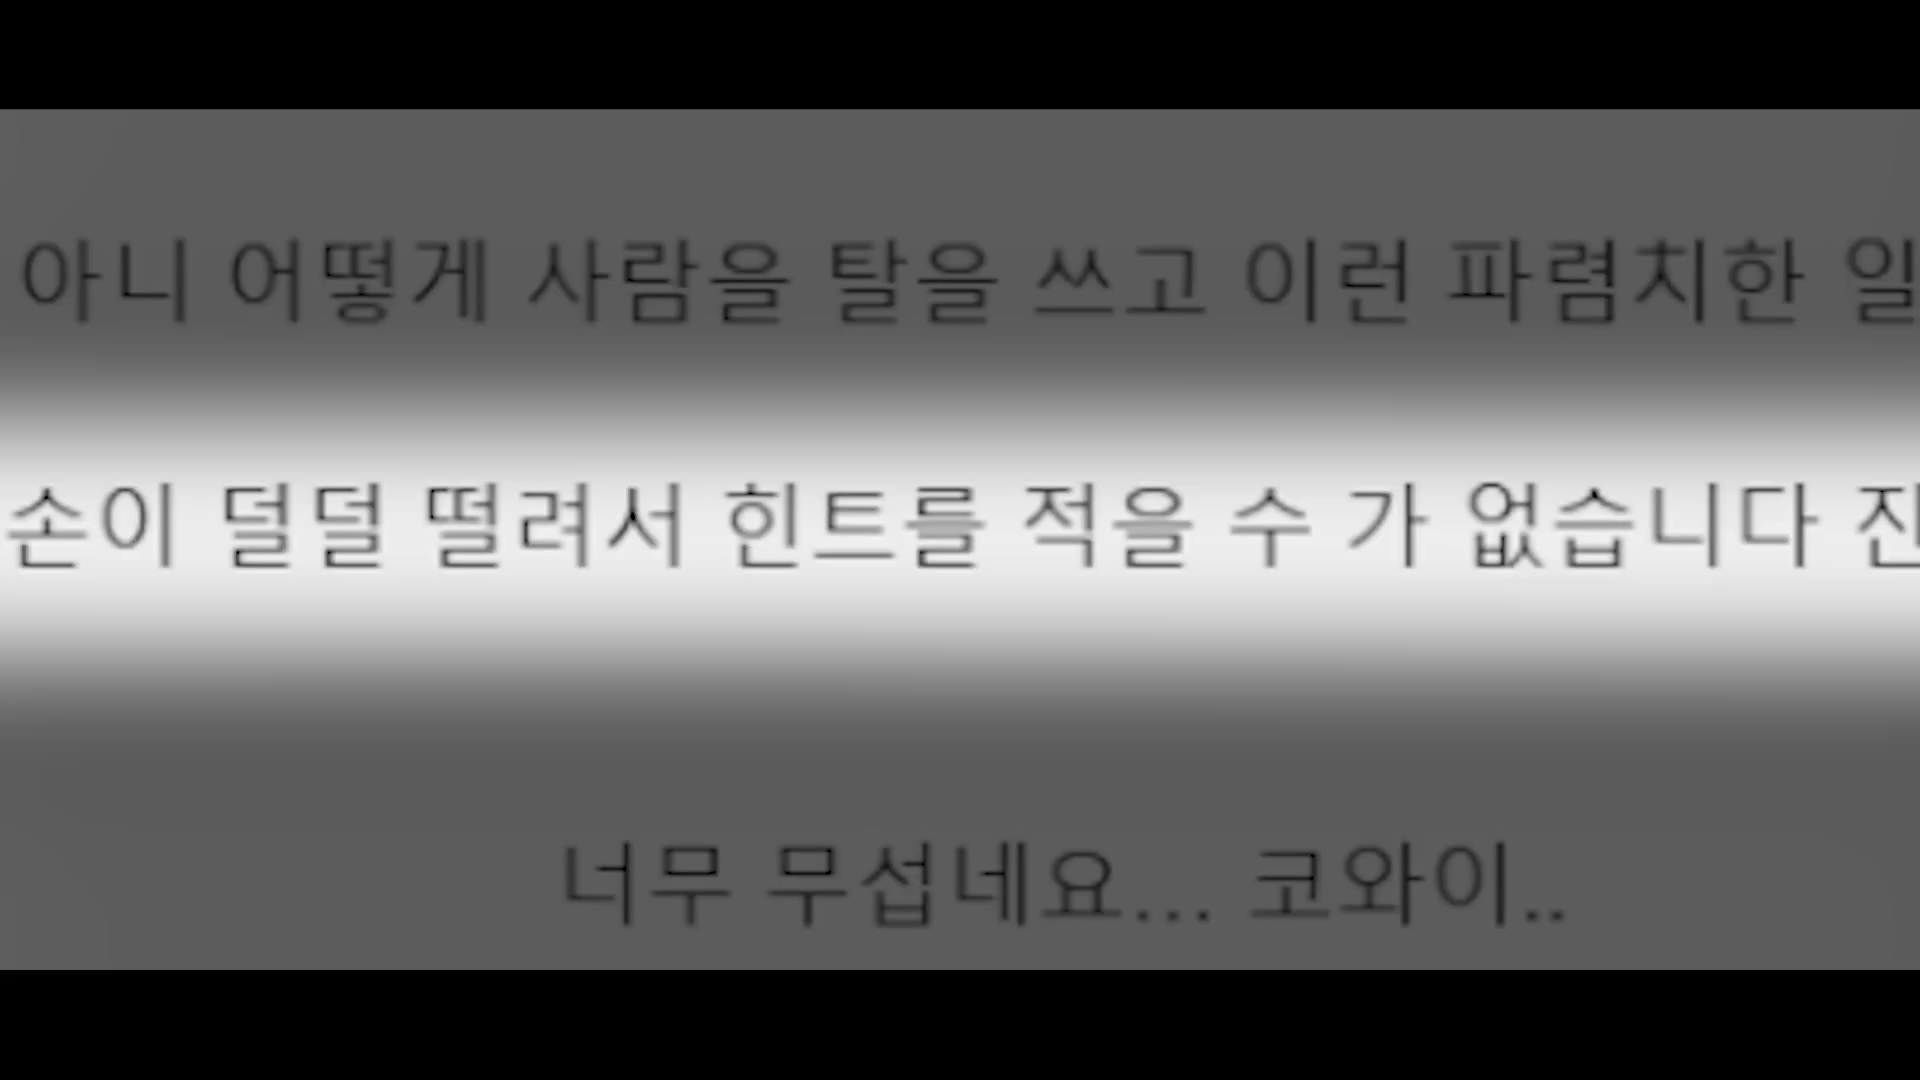 아니 어떻게 사람을 탈을 쓰고 이런 파렴치한 일
손이 덜덜 떨려서 힌트를 적을 수 가 없습니다 진
너무 무섭네요... 코와이..